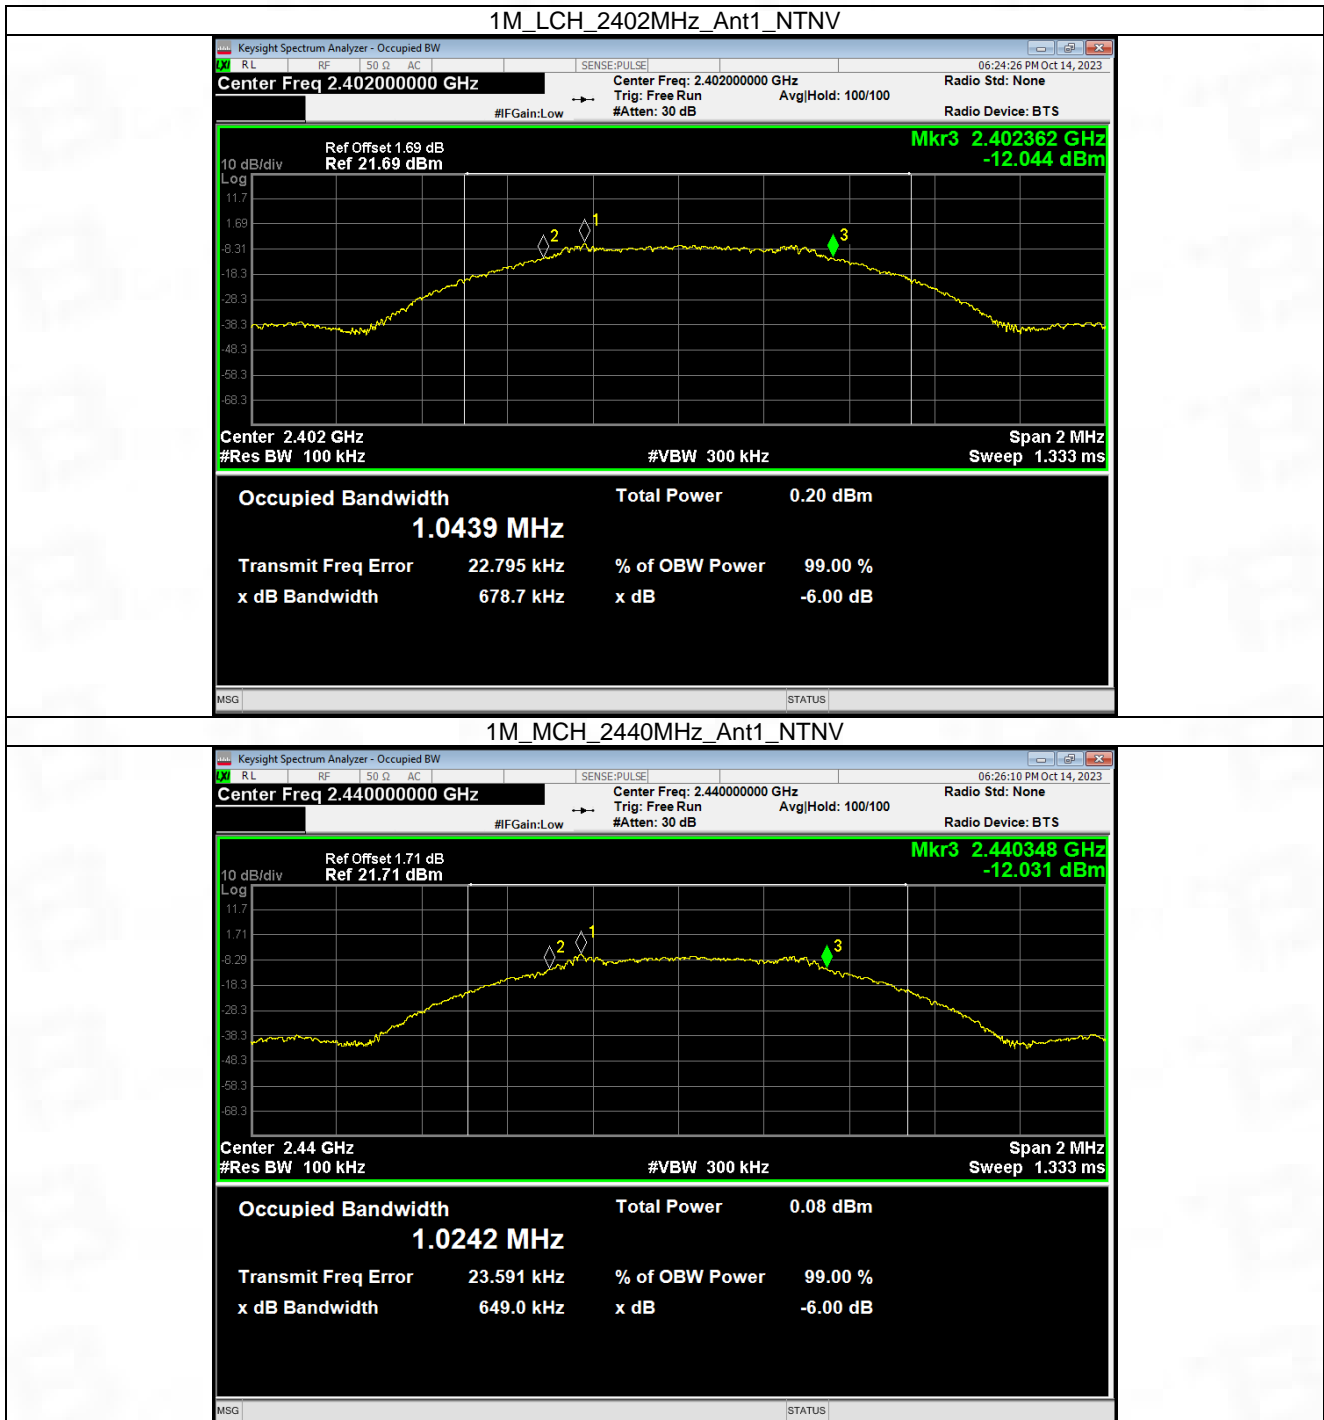 1M_LCH_2402MHz_Ant1_NTNV
Keysight Spectrum Analyzer - Occupied BW
LXI RL RF 50 Ω AC SENSE:PULSE 06:24:26 PM Oct 14, 2023
Center Freq 2.402000000 GHz Center Freq: 2.402000000 GHz Radio Std: None
Trig: Free Run Avg|Hold: 100/100
#IFGain:Low #Atten: 30 dB Radio Device: BTS
Mkr3 2.402362 GHz
Ref Offset 1.69 dB
10 dB/div Ref 21.69 dBm -12.044 dBm
Log
11.7
1.69
-8.31
-18.3
-28.3
-38.3
-48.3
-58.3
-68.3
1
2
3
Center 2.402 GHz Span 2 MHz
#Res BW 100 kHz #VBW 300 kHz Sweep 1.333 ms
Occupied Bandwidth Total Power 0.20 dBm
1.0439 MHz
Transmit Freq Error 22.795 kHz % of OBW Power 99.00 %
x dB Bandwidth 678.7 kHz x dB -6.00 dB
MSG STATUS
1M_MCH_2440MHz_Ant1_NTNV
Keysight Spectrum Analyzer - Occupied BW
LXI RL RF 50 Ω AC SENSE:PULSE 06:26:10 PM Oct 14, 2023
Center Freq 2.440000000 GHz Center Freq: 2.440000000 GHz Radio Std: None
Trig: Free Run Avg|Hold: 100/100
#IFGain:Low #Atten: 30 dB Radio Device: BTS
Mkr3 2.440348 GHz
Ref Offset 1.71 dB
10 dB/div Ref 21.71 dBm -12.031 dBm
Log
11.7
1.71
-8.29
-18.3
-28.3
-38.3
-48.3
-58.3
-68.3
1
2
3
Center 2.44 GHz Span 2 MHz
#Res BW 100 kHz #VBW 300 kHz Sweep 1.333 ms
Occupied Bandwidth Total Power 0.08 dBm
1.0242 MHz
Transmit Freq Error 23.591 kHz % of OBW Power 99.00 %
x dB Bandwidth 649.0 kHz x dB -6.00 dB
MSG STATUS